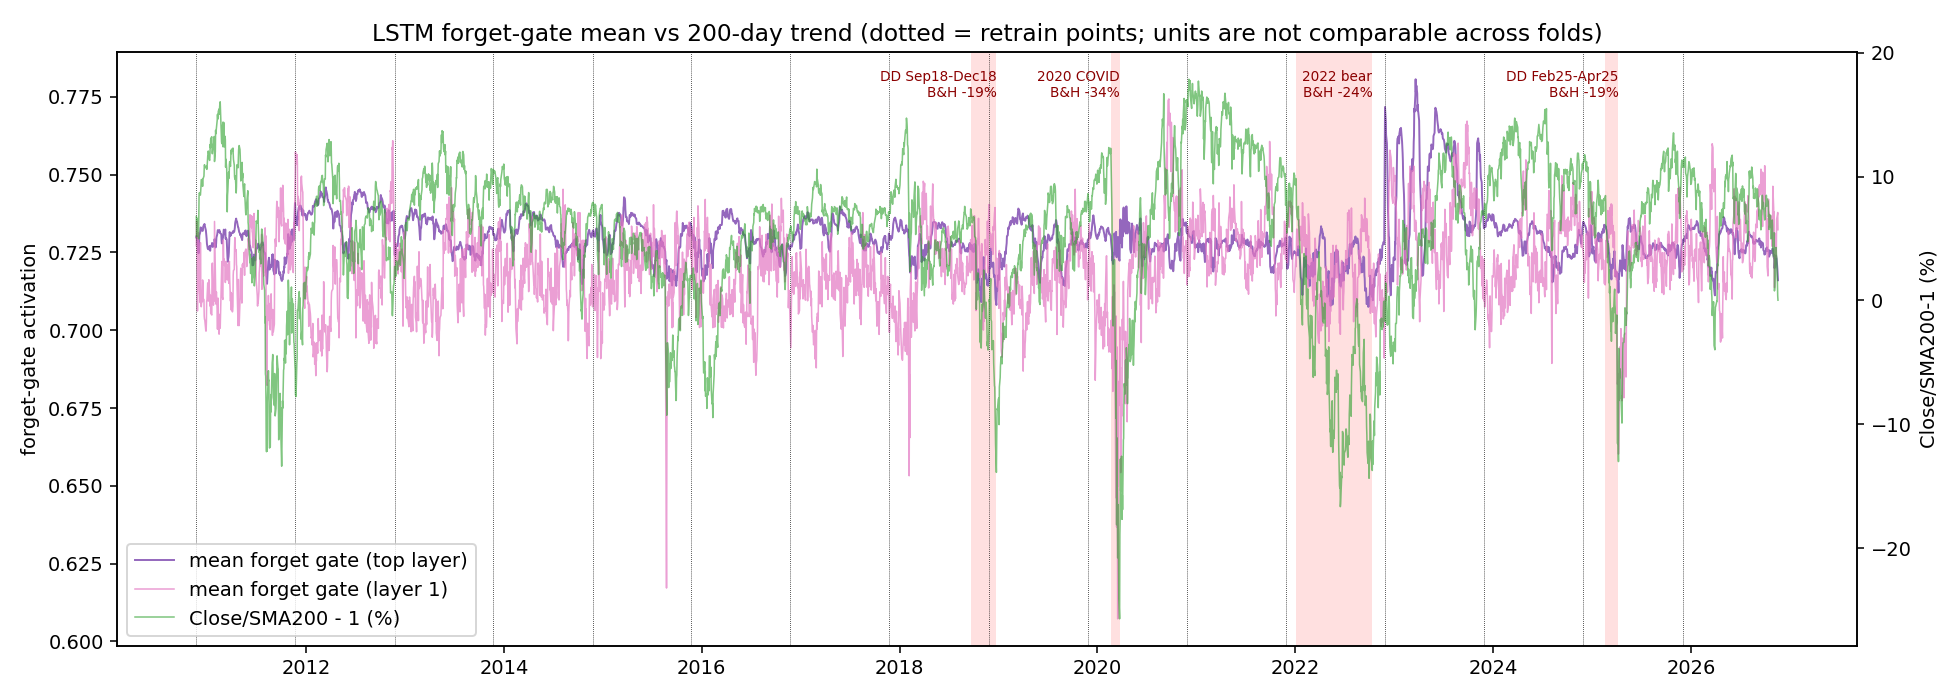 LSTM forget-gate mean vs 200-day trend (dotted = retrain points; units are not comparable across folds)
DD Sep18-Dec18
B&H -19%
2020 COVID
B&H -34%
2022 bear
B&H -24%
DD Feb25-Apr25
B&H -19%
forget-gate activation
0.775
0.750
0.725
0.700
0.675
0.650
0.625
0.600
20
10
0
−10
−20
Close/SMA200-1 (%)
mean forget gate (top layer)
mean forget gate (layer 1)
Close/SMA200 - 1 (%)
2012
2014
2016
2018
2020
2022
2024
2026